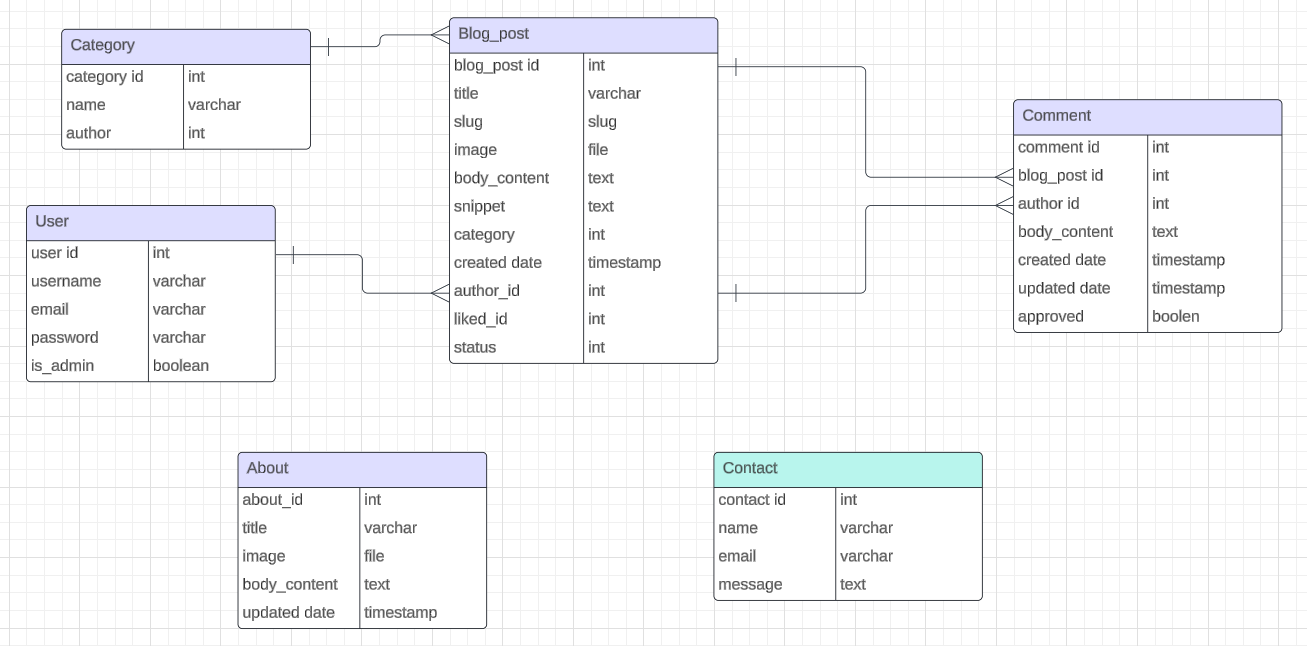 Category
category id int
name varchar
author int
User
user id int
username varchar
email varchar
password varchar
is_admin boolean
Blog_post
blog_post id int
title varchar
slug slug
image file
body_content text
snippet text
category int
created date timestamp
author_id int
liked_id int
status int
Comment
comment id int
blog_post id int
author id int
body_content text
created date timestamp
updated date timestamp
approved boolen
About
about_id int
title varchar
image file
body_content text
updated date timestamp
Contact
contact id int
name varchar
email varchar
message text